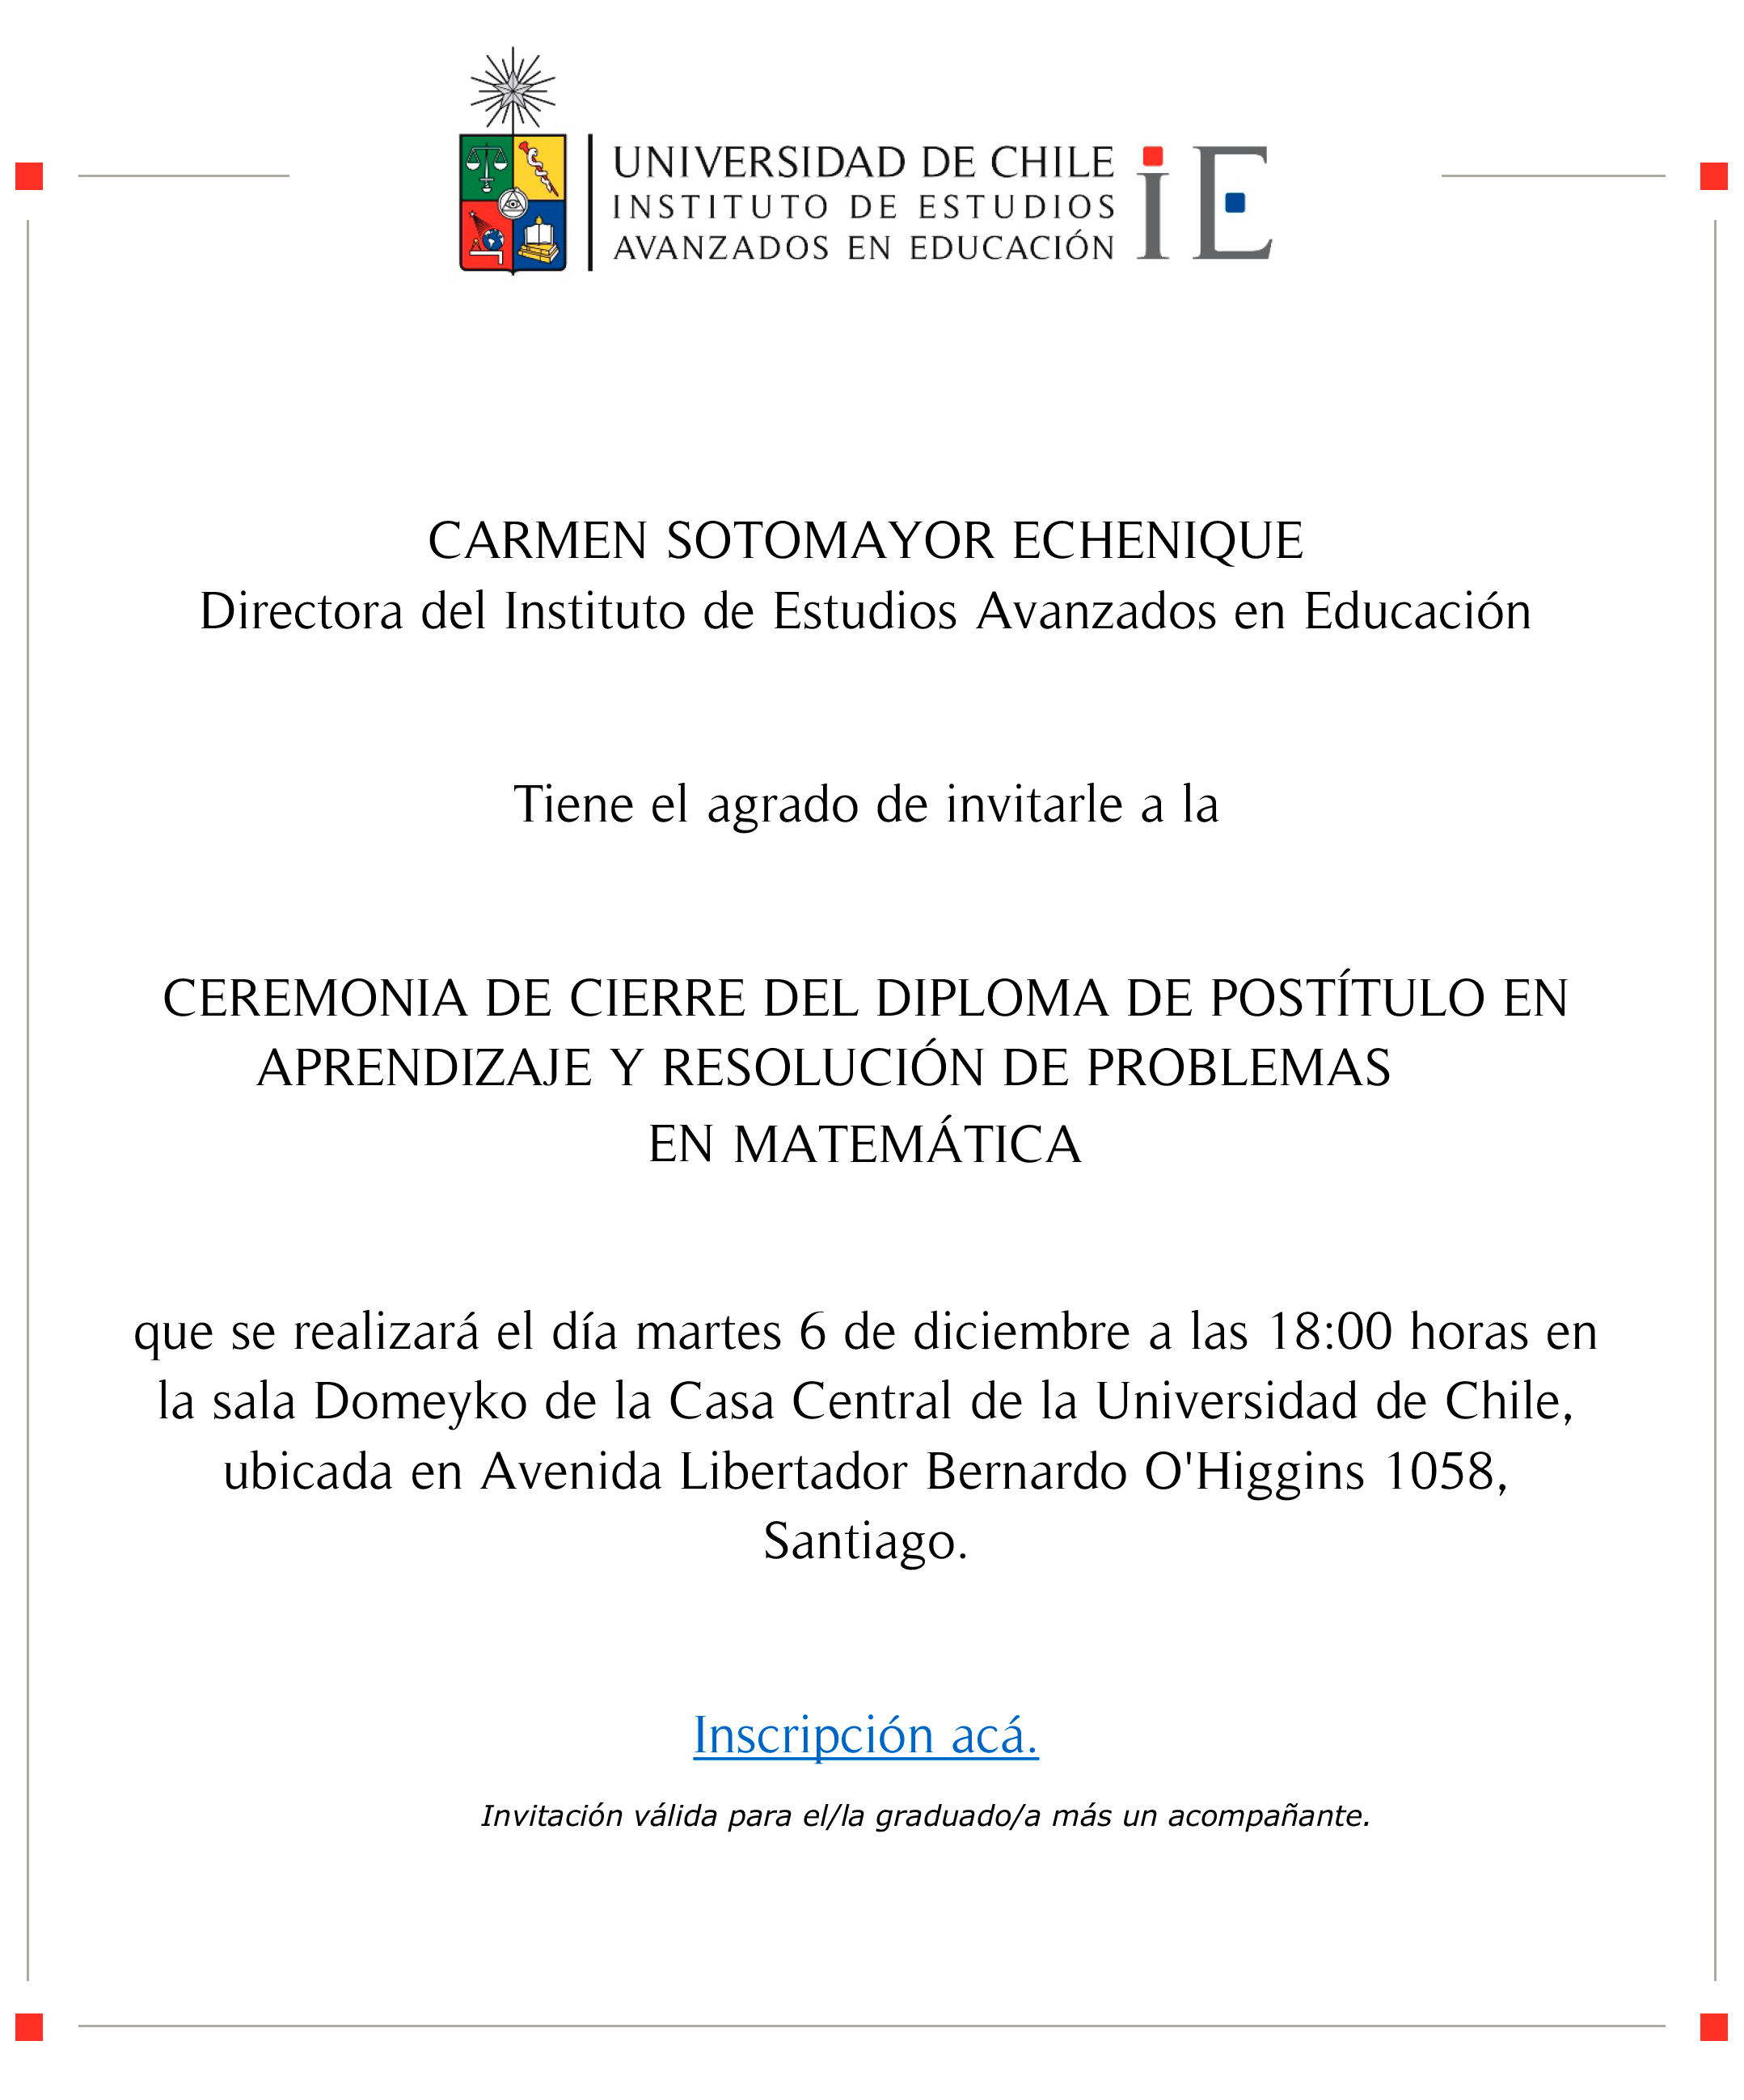 UNIVERSIDAD DE CHILE
INSTITUTO DE ESTUDIOS
AVANZADOS EN EDUCACIÓN
iE
CARMEN SOTOMAYOR ECHENIQUE
Directora del Instituto de Estudios Avanzados en Educación
Tiene el agrado de invitarle a la
CEREMONIA DE CIERRE DEL DIPLOMA DE POSTÍTULO EN
APRENDIZAJE Y RESOLUCIÓN DE PROBLEMAS
EN MATEMÁTICA
que se realizará el día martes 6 de diciembre a las 18:00 horas en
la sala Domeyko de la Casa Central de la Universidad de Chile,
ubicada en Avenida Libertador Bernardo O'Higgins 1058,
Santiago.
Inscripción acá.
Invitación válida para el/la graduado/a más un acompañante.